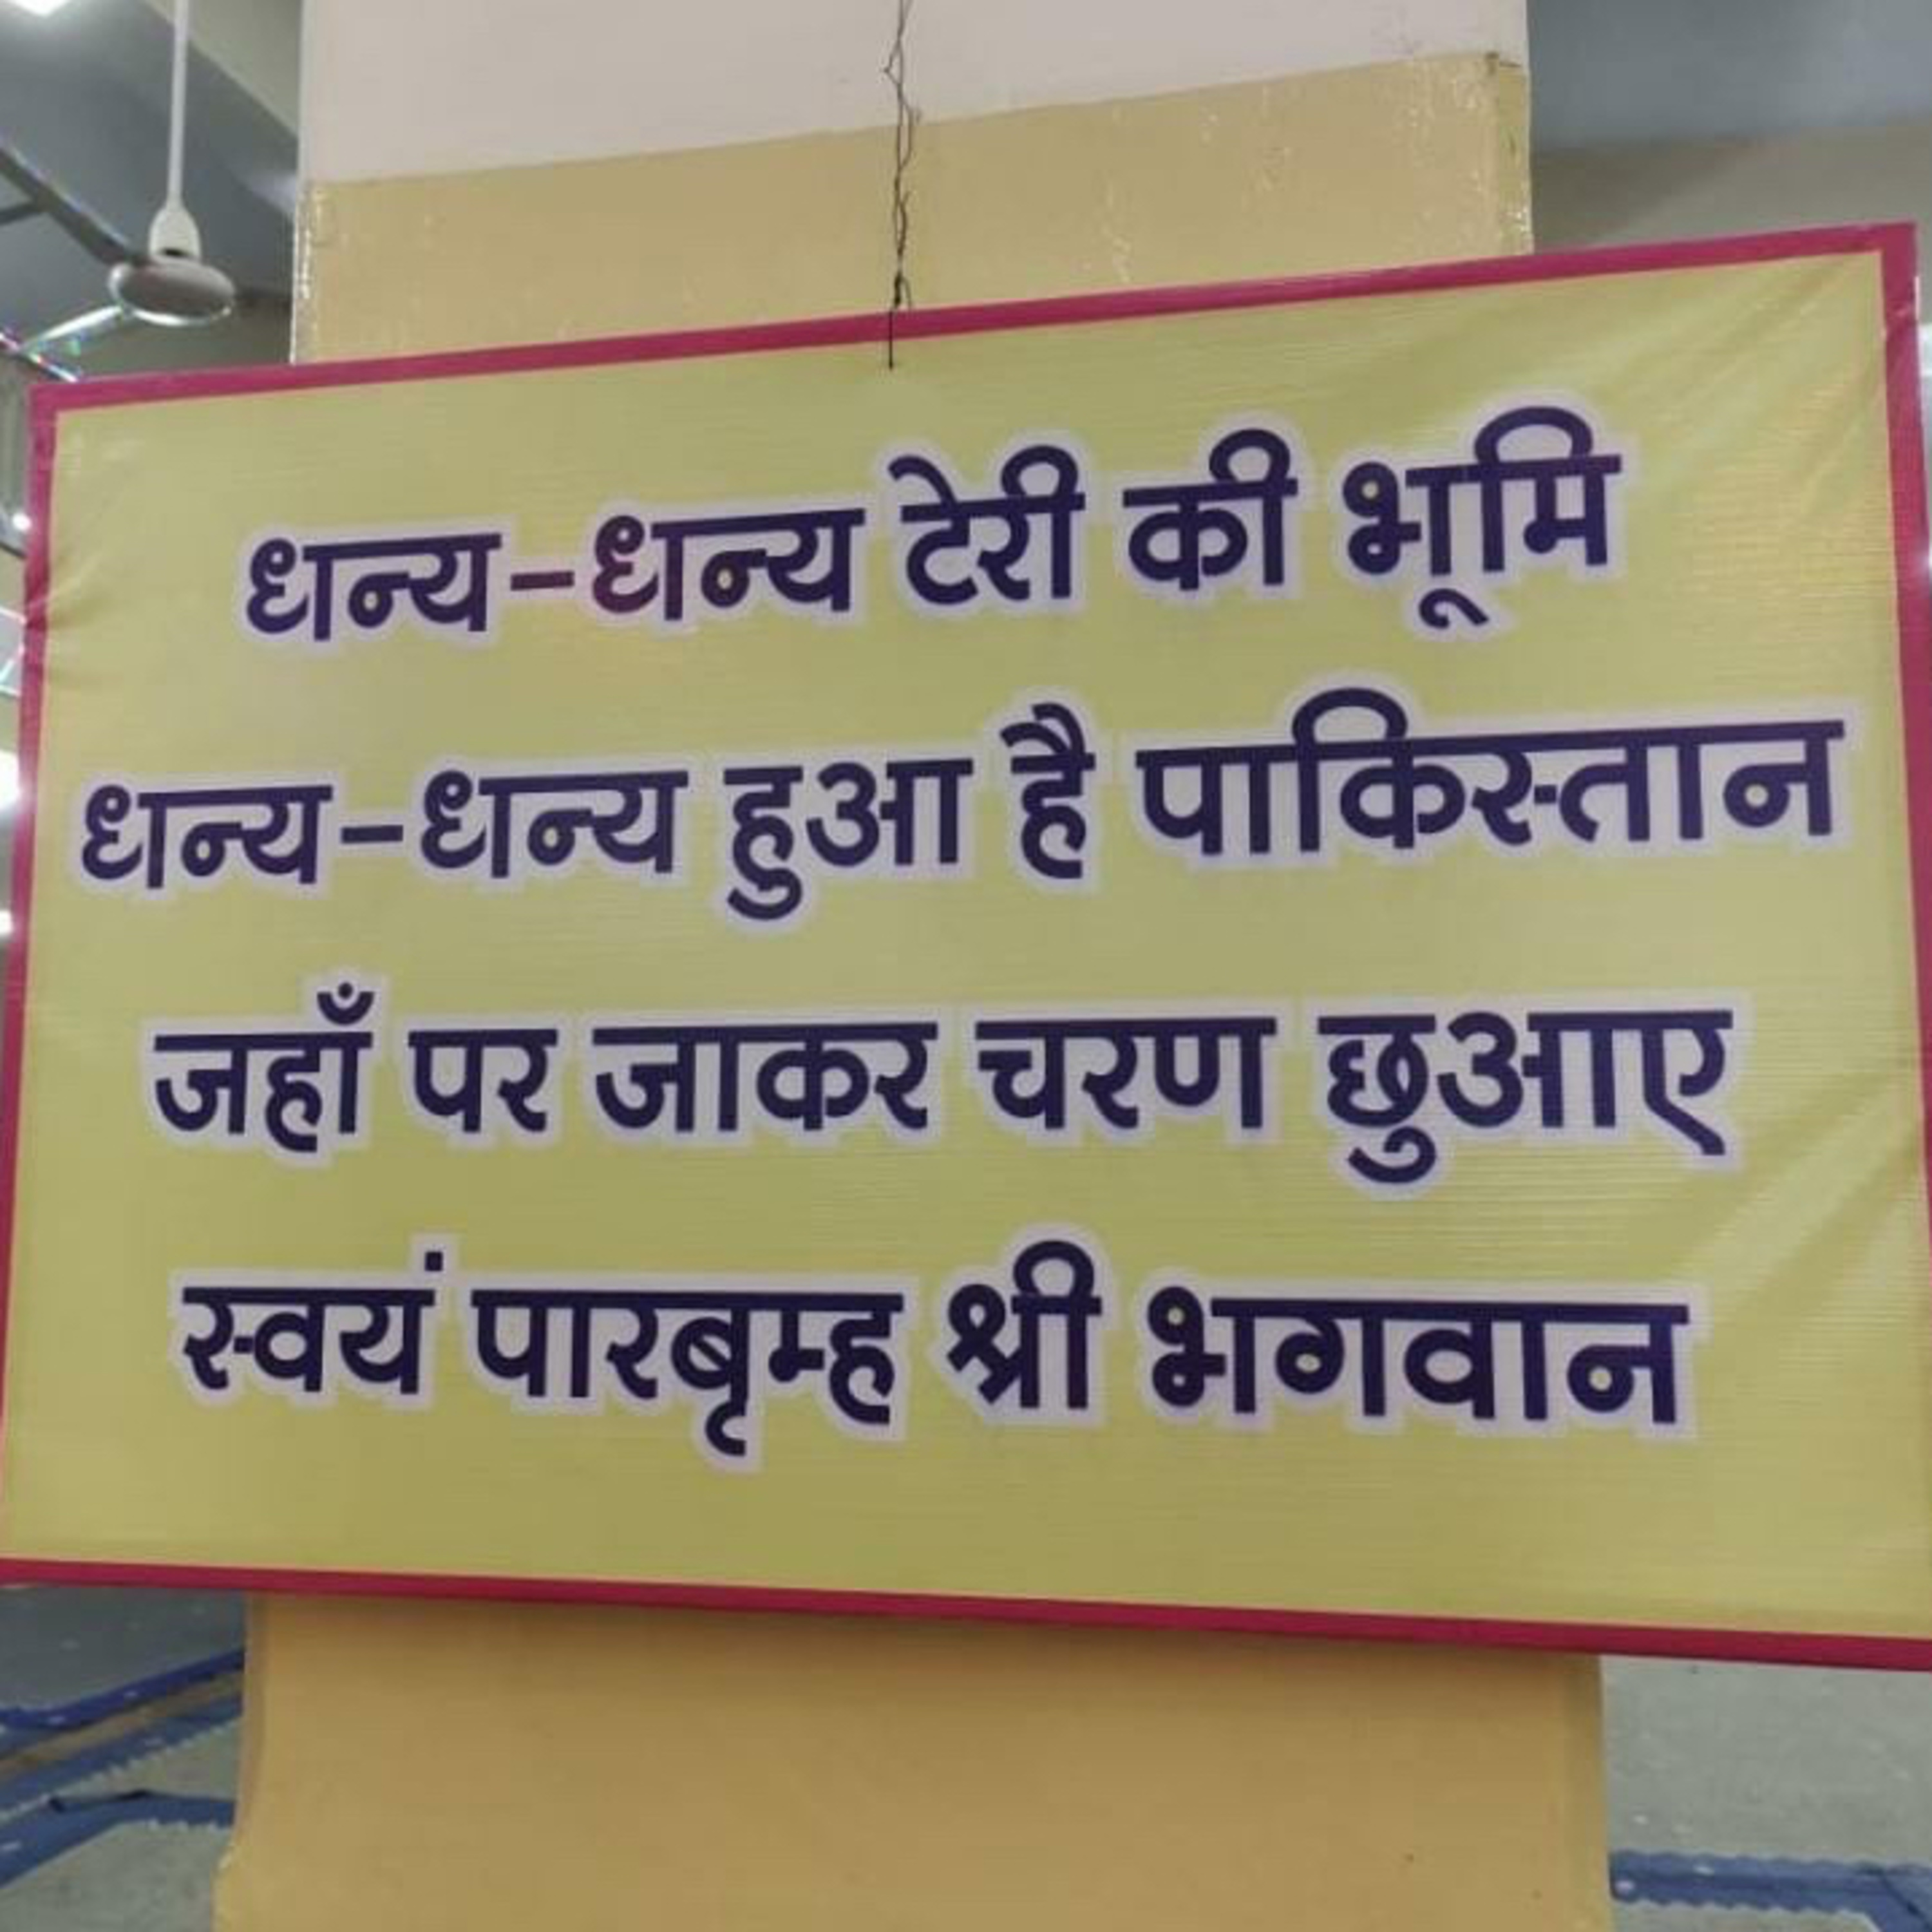 धन्य-धन्य टेरी की भूमि
धन्य-धन्य हुआ है पाकिस्तान
जहाँ पर जाकर चरण छुआए
स्वयं पारबृम्ह श्री भगवान